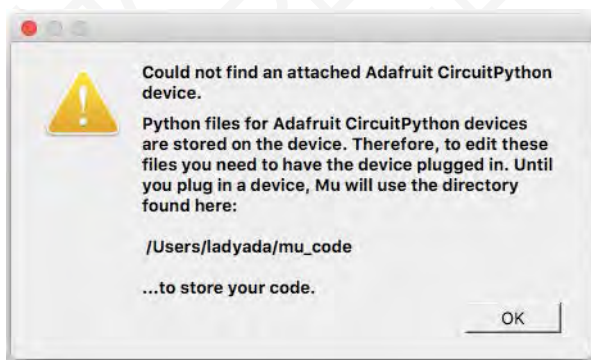 Could not find an attached Adafruit CircuitPython
device.
Python files for Adafruit CircuitPython devices
are stored on the device. Therefore, to edit these
files you need to have the device plugged in. Until
you plug in a device, Mu will use the directory
found here:
/Users/ladyada/mu_code
...to store your code.
OK